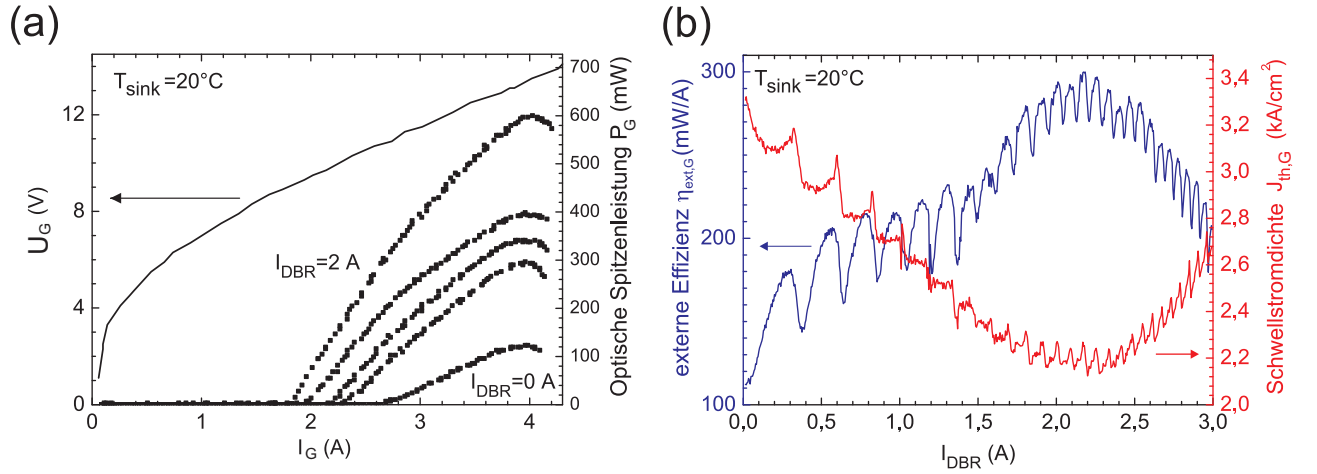 (a)
T_sink=20°C
12
8
4
0
U_G (V)
700
600
500
400
300
200
100
0
Optische Spitzenleistung P_G (mW)
I_DBR=2 A
I_DBR=0 A
0 1 2 3 4
I_G (A)
(b)
T_sink=20°C
300
200
100
externe Effizienz η_ext,G (mW/A)
3,4
3,2
3,0
2,8
2,6
2,4
2,2
2,0
Schwellstromdichte J_th,G (kA/cm²)
0,0 0,5 1,0 1,5 2,0 2,5 3,0
I_DBR (A)